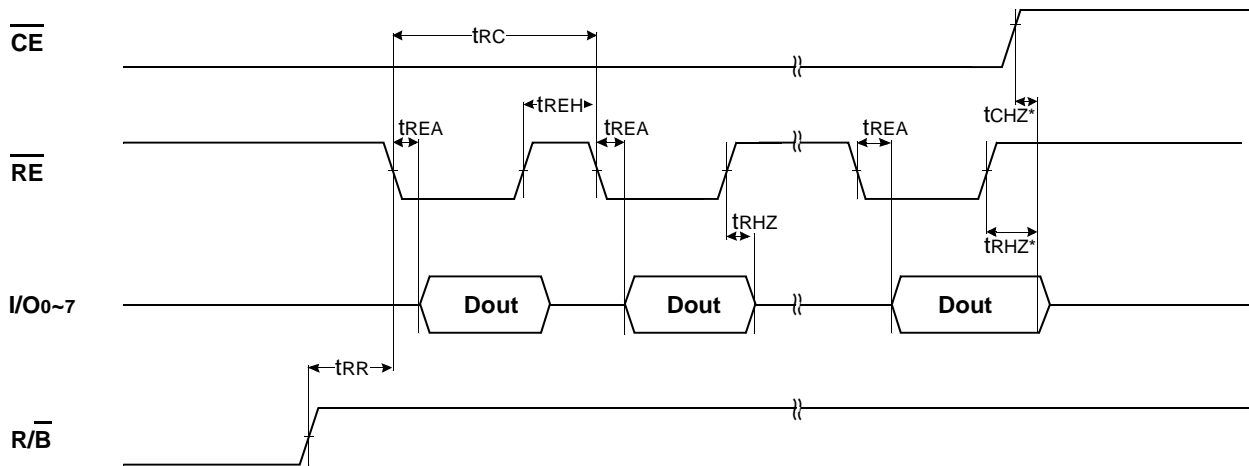 CE
tRC
tREH
tCHZ*
tREA
tREA
tREA
RE
tRHZ
tRHZ*
I/O0~7
Dout
Dout
Dout
tRR
R/B